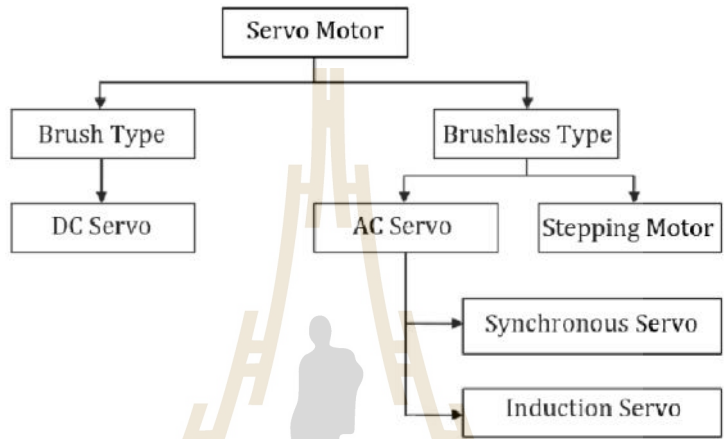 Servo Motor
Brush Type
Brushless Type
DC Servo
AC Servo
Stepping Motor
Synchronous Servo
Induction Servo